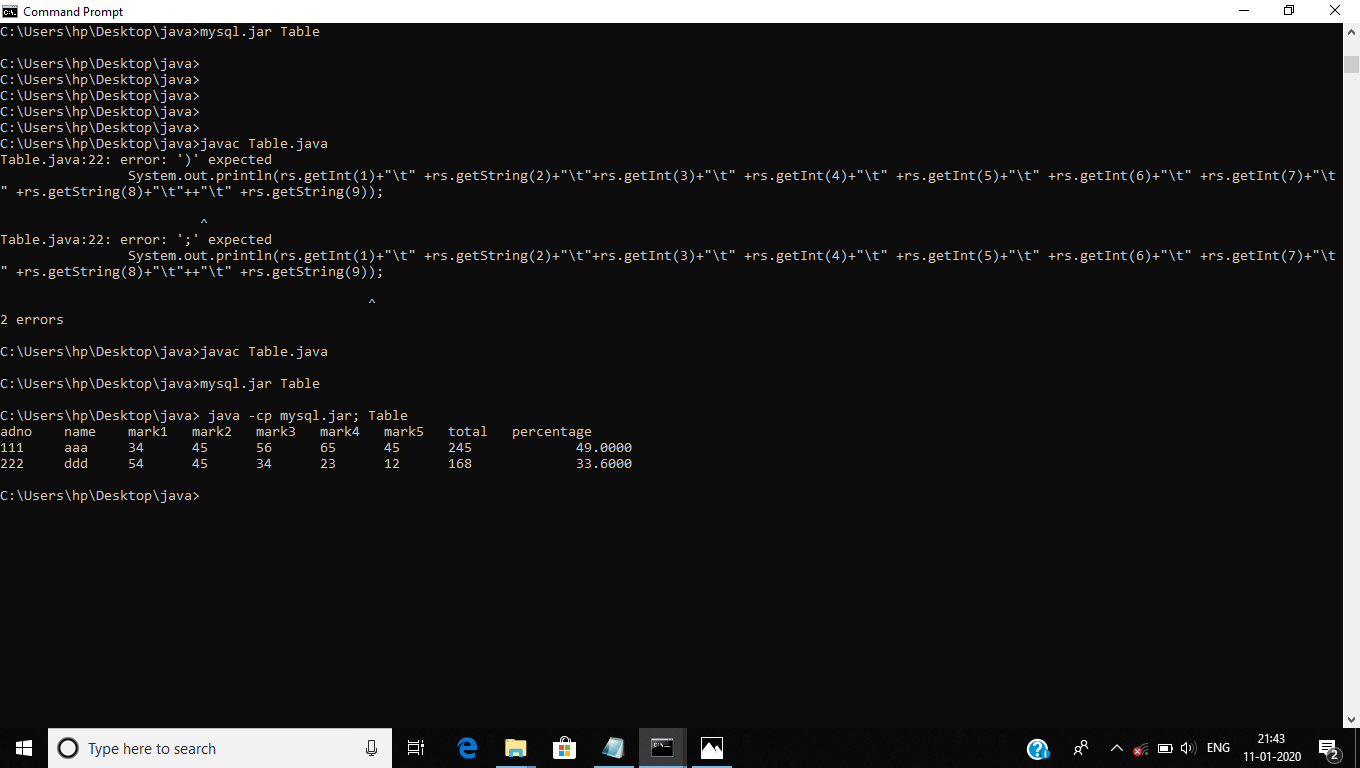 Command Prompt
C:\Users\hp\Desktop\java>mysql.jar Table
C:\Users\hp\Desktop\java>
C:\Users\hp\Desktop\java>
C:\Users\hp\Desktop\java>
C:\Users\hp\Desktop\java>
C:\Users\hp\Desktop\java>
C:\Users\hp\Desktop\java>javac Table.java
Table.java:22: error: ')' expected
System.out.println(rs.getInt(1)+"\t" +rs.getString(2)+"\t"+rs.getInt(3)+"\t" +rs.getInt(4)+"\t" +rs.getInt(5)+"\t" +rs.getInt(6)+"\t" +rs.getInt(7)+"\t
" +rs.getString(8)+"\t"++"\t" +rs.getString(9));
^
Table.java:22: error: ';' expected
System.out.println(rs.getInt(1)+"\t" +rs.getString(2)+"\t"+rs.getInt(3)+"\t" +rs.getInt(4)+"\t" +rs.getInt(5)+"\t" +rs.getInt(6)+"\t" +rs.getInt(7)+"\t
" +rs.getString(8)+"\t"++"\t" +rs.getString(9));
^
2 errors
C:\Users\hp\Desktop\java>javac Table.java
C:\Users\hp\Desktop\java>mysql.jar Table
C:\Users\hp\Desktop\java> java -cp mysql.jar; Table
adno name mark1 mark2 mark3 mark4 mark5 total percentage
111 aaa 34 45 56 65 45 245 49.0000
222 ddd 54 45 34 23 12 168 33.6000
C:\Users\hp\Desktop\java>
Type here to search
ENG
21:43
11-01-2020
2